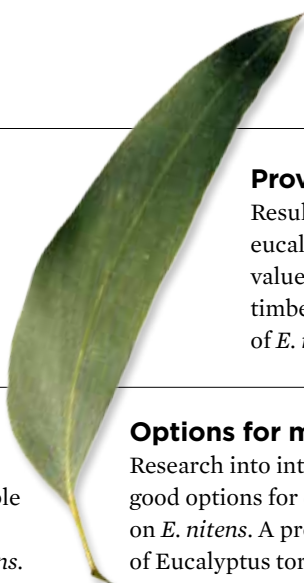 Prov
Resul
eucal
value
timbe
of E.
Options for m
Research into int
good options for
on E. nitens. A pr
of Eucalyptus tor
ple
ns.